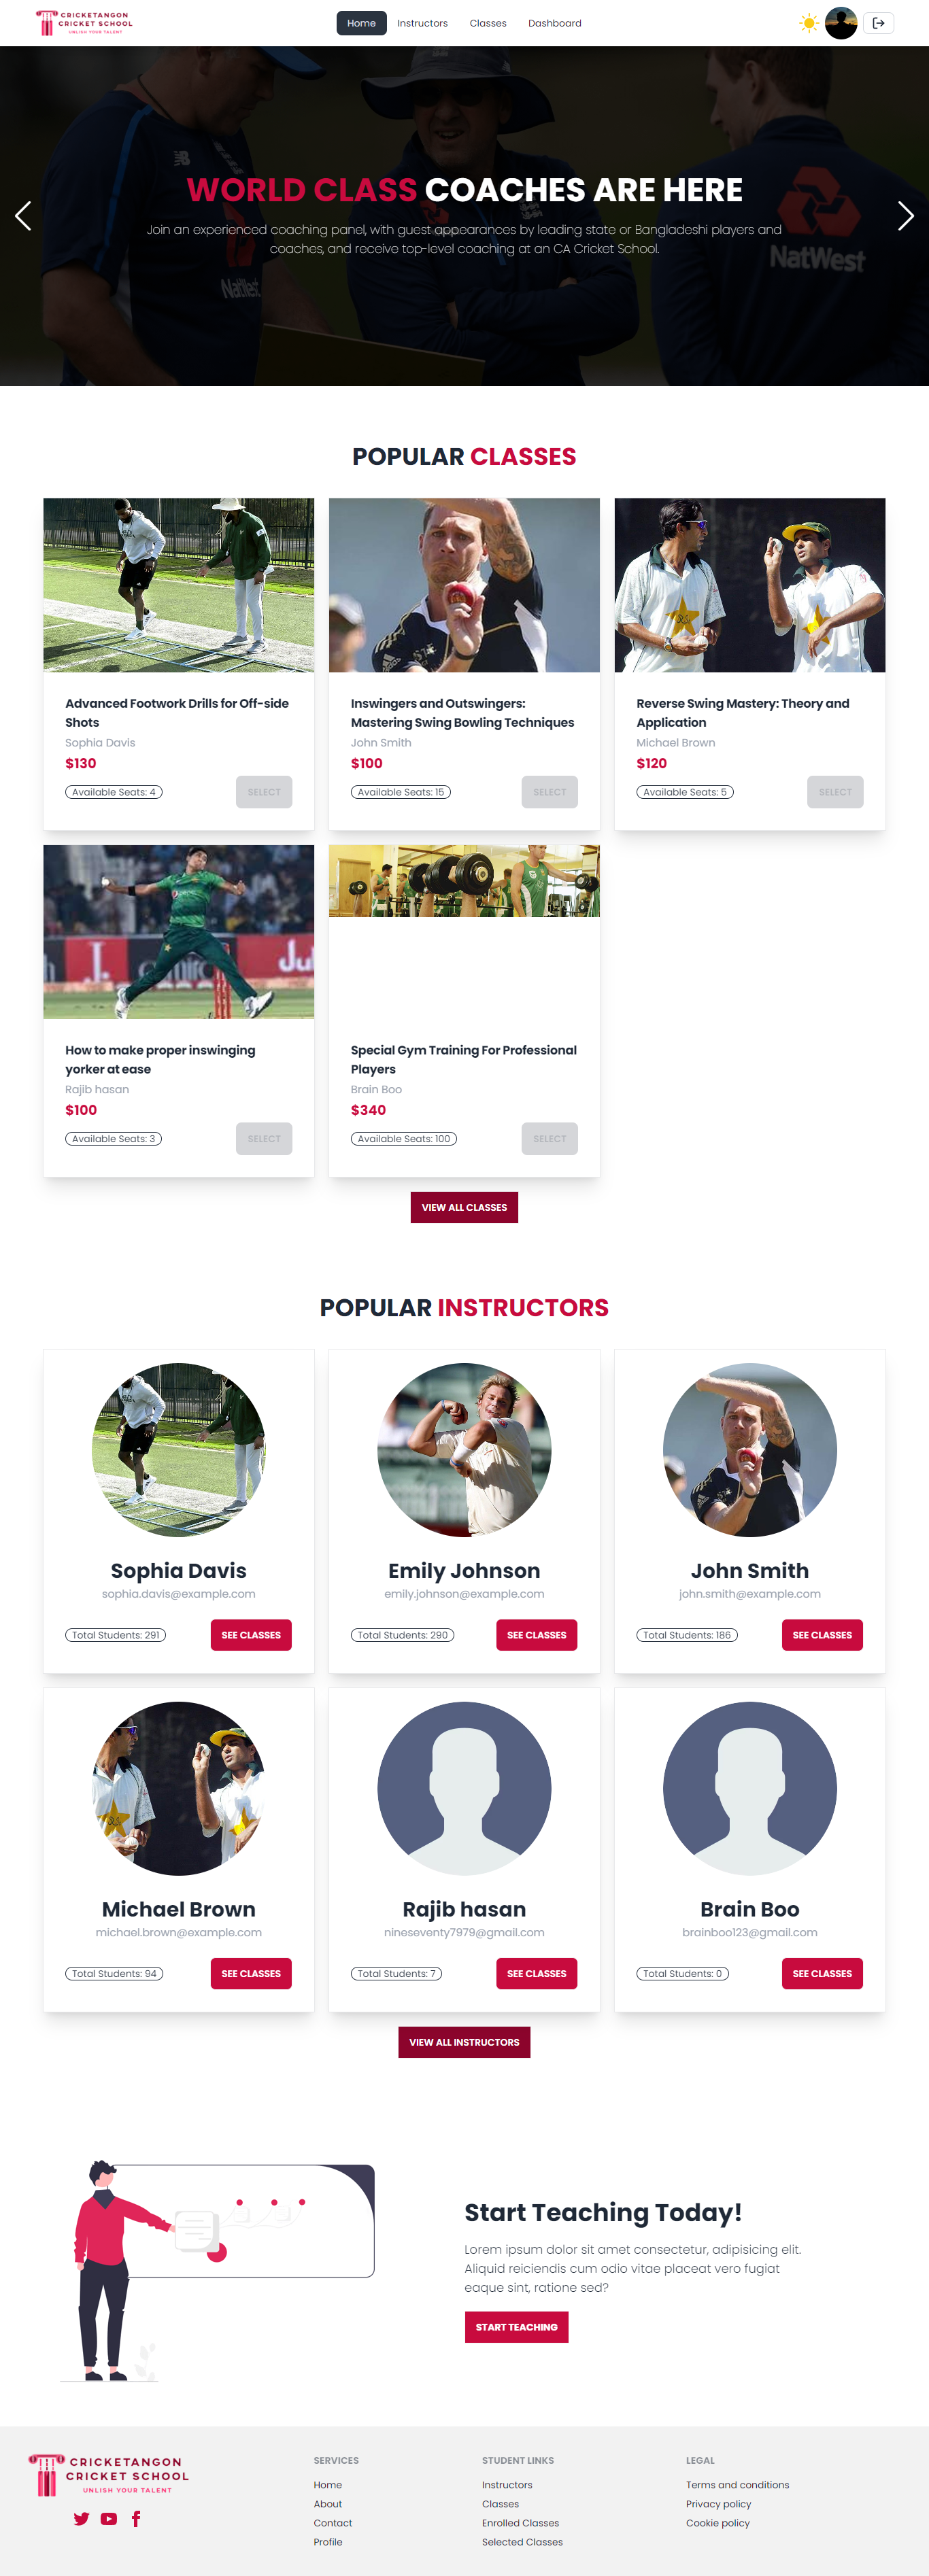 CRICKETANGON
CRICKET SCHOOL
UNLISH YOUR TALENT
Home
Instructors
Classes
Dashboard
WORLD CLASS COACHES ARE HERE
Join an experienced coaching panel, with guest appearances by leading state or Bangladeshi players and
coaches, and receive top-level coaching at an CA Cricket School.
NatWest
NatWest
POPULAR CLASSES
Advanced Footwork Drills for Off-side
Shots
Sophia Davis
$130
Available Seats: 4
SELECT
Inswingers and Outswingers:
Mastering Swing Bowling Techniques
John Smith
$100
Available Seats: 15
SELECT
Reverse Swing Mastery: Theory and
Application
Michael Brown
$120
Available Seats: 5
SELECT
How to make proper inswinging
yorker at ease
Rajib hasan
$100
Available Seats: 3
SELECT
Special Gym Training For Professional
Players
Brain Boo
$340
Available Seats: 100
SELECT
VIEW ALL CLASSES
POPULAR INSTRUCTORS
Sophia Davis
sophia.davis@example.com
Total Students: 291
SEE CLASSES
Emily Johnson
emily.johnson@example.com
Total Students: 290
SEE CLASSES
John Smith
john.smith@example.com
Total Students: 186
SEE CLASSES
Michael Brown
michael.brown@example.com
Total Students: 94
SEE CLASSES
Rajib hasan
nineseventy7979@gmail.com
Total Students: 7
SEE CLASSES
Brain Boo
brainboo123@gmail.com
Total Students: 0
SEE CLASSES
VIEW ALL INSTRUCTORS
Start Teaching Today!
Lorem ipsum dolor sit amet consectetur, adipisicing elit.
Aliquid reiciendis cum odio vitae placeat vero fugiat
eaque sint, ratione sed?
START TEACHING
CRICKETANGON
CRICKET SCHOOL
UNLISH YOUR TALENT
SERVICES
Home
About
Contact
Profile
STUDENT LINKS
Instructors
Classes
Enrolled Classes
Selected Classes
LEGAL
Terms and conditions
Privacy policy
Cookie policy